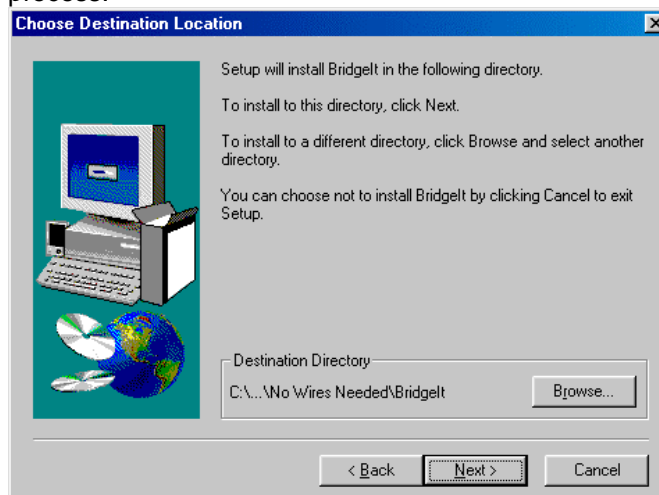 process.
Choose Destination Location
Setup will install BridgeIt in the following directory.
To install to this directory, click Next.
To install to a different directory, click Browse and select another
directory.
You can choose not to install BridgeIt by clicking Cancel to exit
Setup.
Destination Directory
C:\...\No Wires Needed\BridgeIt
Browse...
< Back
Next >
Cancel